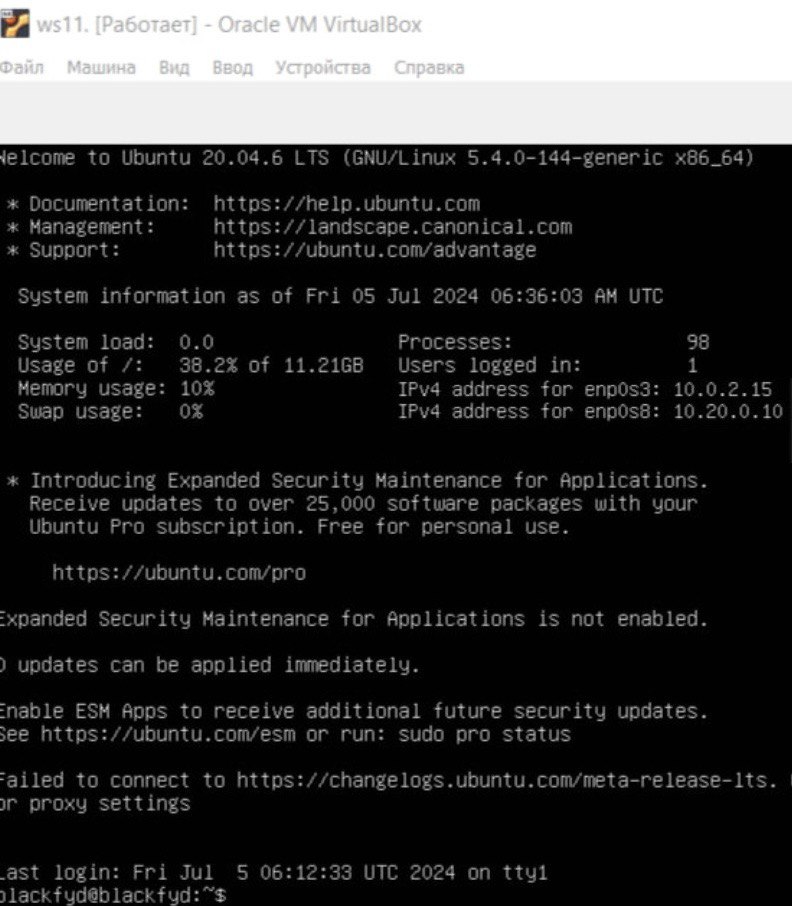 ws11. [Работает] - Oracle VM VirtualBox
Файл Машина Вид Ввод Устройства Справка
Welcome to Ubuntu 20.04.6 LTS (GNU/Linux 5.4.0-144-generic x86_64)
* Documentation: https://help.ubuntu.com
* Management: https://landscape.canonical.com
* Support: https://ubuntu.com/advantage
System information as of Fri 05 Jul 2024 06:36:03 AM UTC
System load: 0.0 Processes: 98
Usage of /: 38.2% of 11.21GB Users logged in: 1
Memory usage: 10% IPv4 address for enp0s3: 10.0.2.15
Swap usage: 0% IPv4 address for enp0s8: 10.20.0.10
* Introducing Expanded Security Maintenance for Applications.
Receive updates to over 25,000 software packages with your
Ubuntu Pro subscription. Free for personal use.
https://ubuntu.com/pro
Expanded Security Maintenance for Applications is not enabled.
0 updates can be applied immediately.
Enable ESM Apps to receive additional future security updates.
See https://ubuntu.com/esm or run: sudo pro status
Failed to connect to https://changelogs.ubuntu.com/meta-release-lts.
or proxy settings
Last login: Fri Jul 5 06:12:33 UTC 2024 on tty1
blackfyd@blackfyd:~$